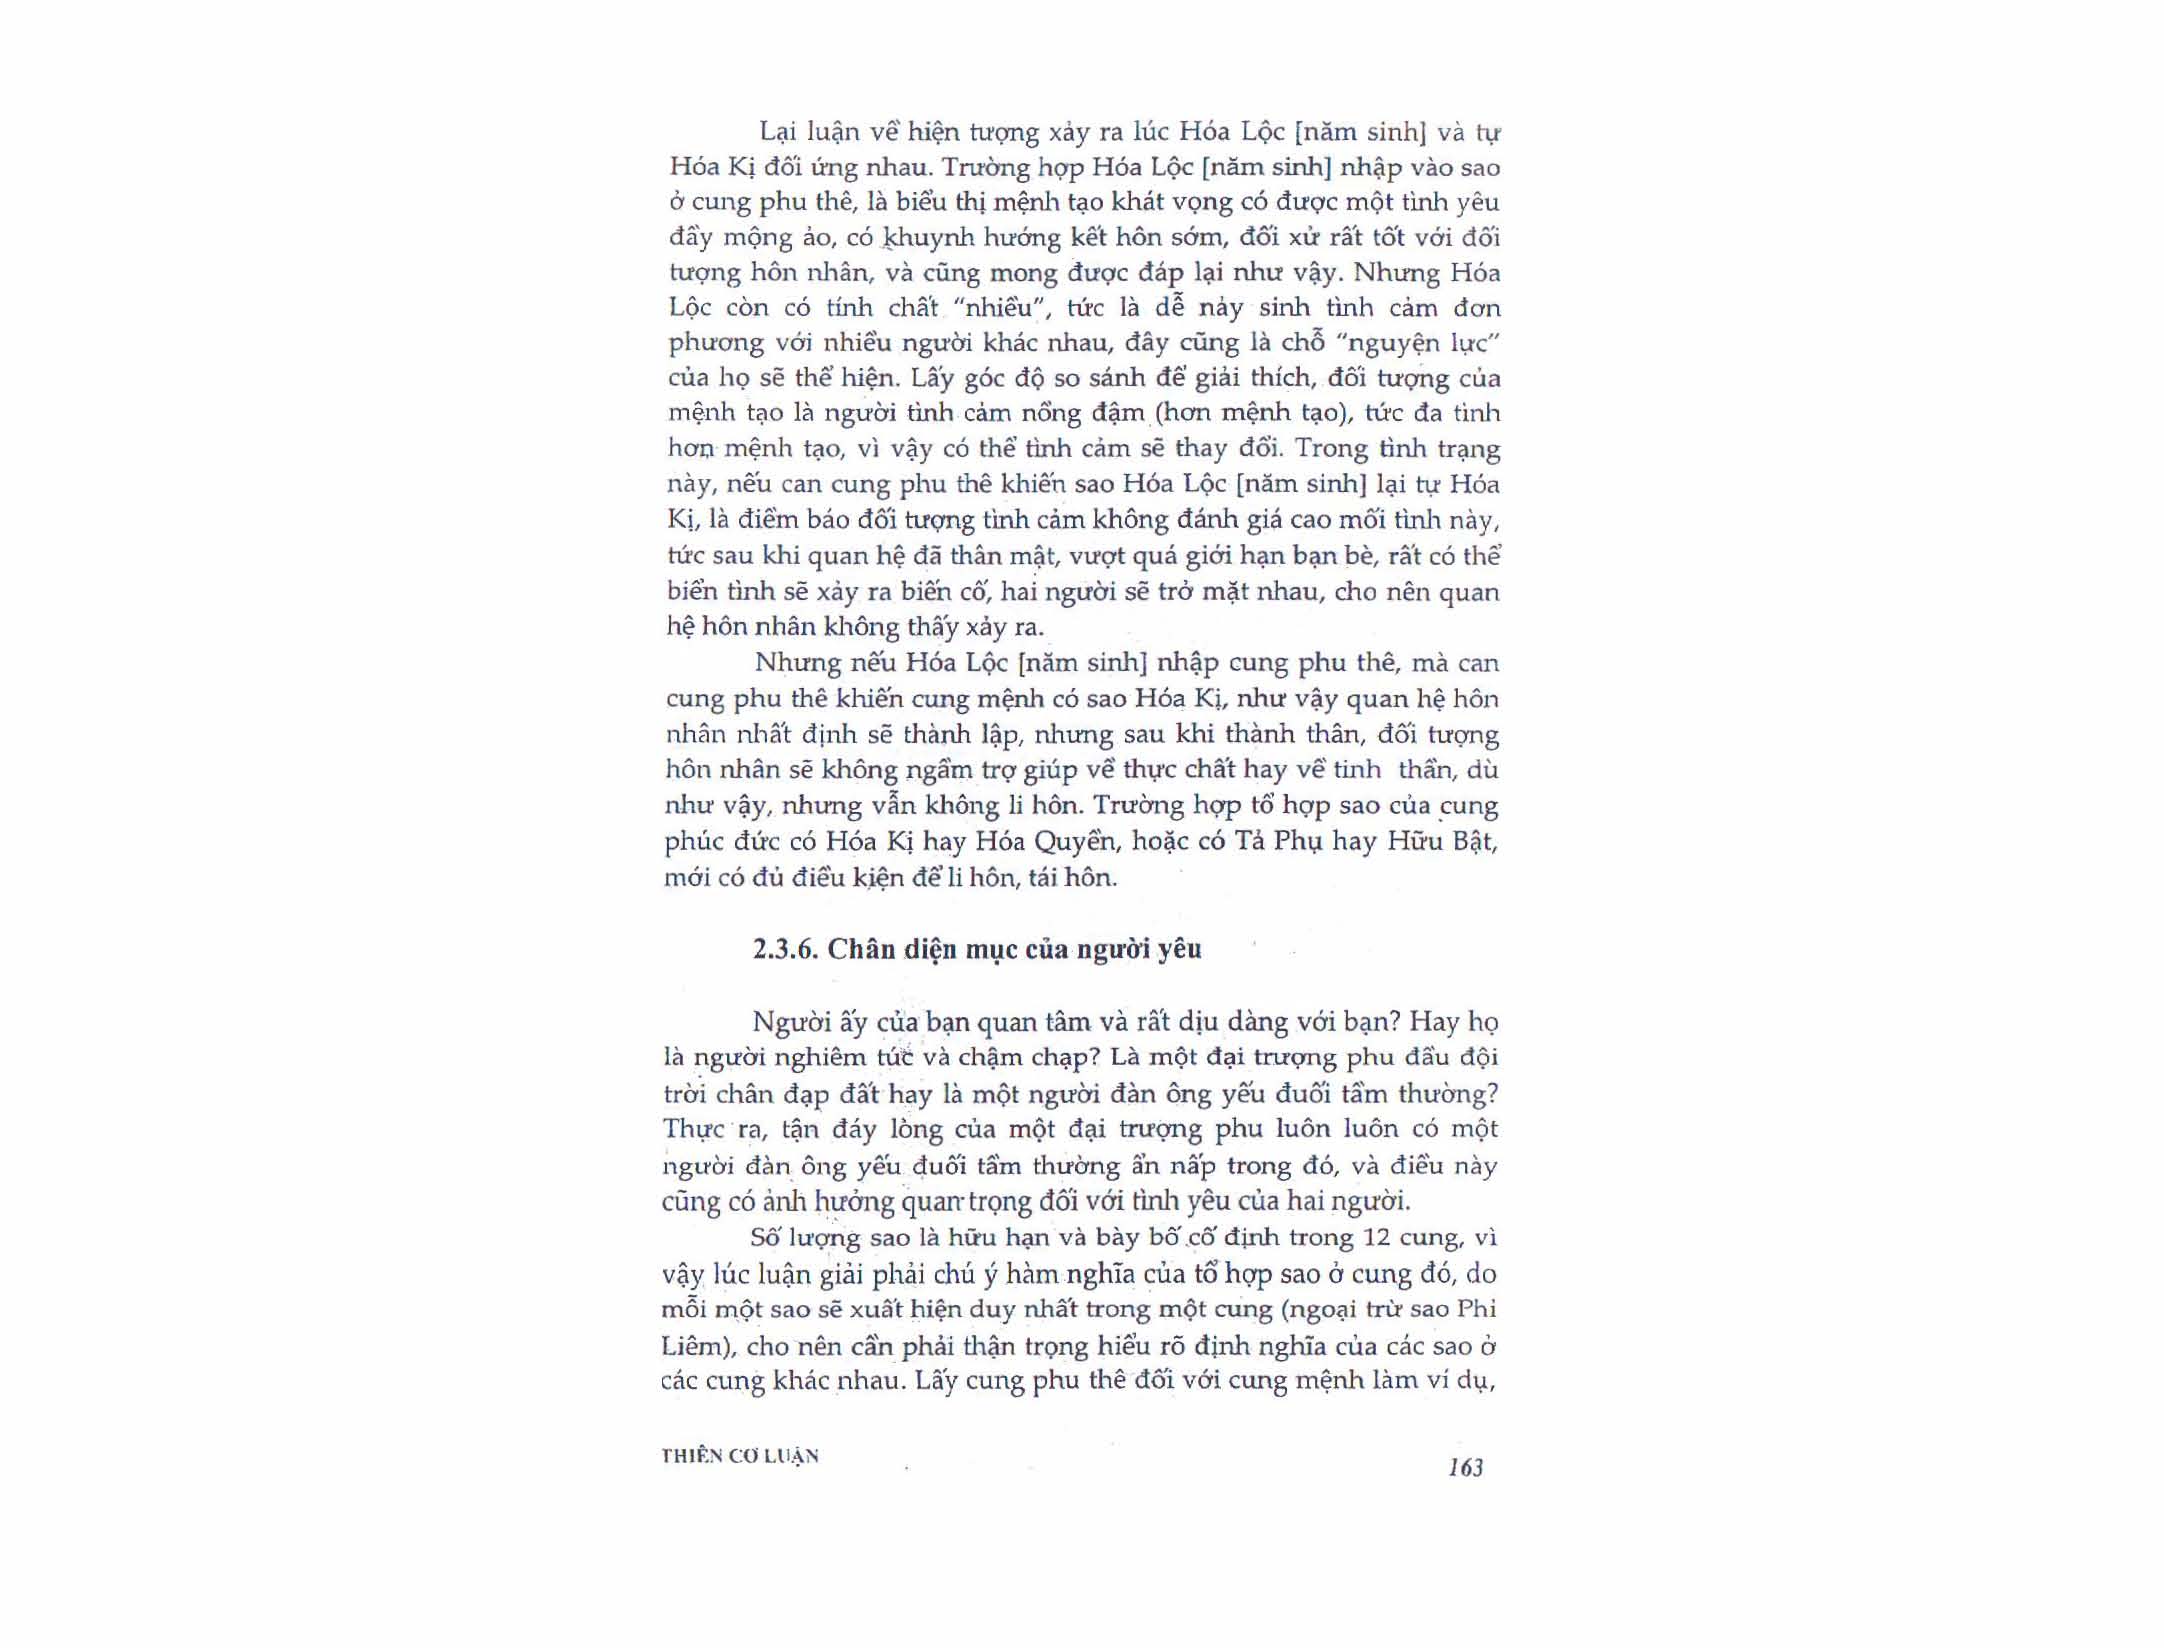 Lại luận về hiện tượng xảy ra lúc Hóa Lộc [năm sinh] và tự
Hóa Kị đối ứng nhau. Trường hợp Hóa Lộc [năm sinh] nhập vào sao
ở cung phu thê, là biểu thị mệnh tạo khát vọng có được một tình yêu
đầy mộng ảo, có khuynh hướng kết hôn sớm, đối xử rất tốt với đối
tượng hôn nhân, và cũng mong được đáp lại như vậy. Nhưng Hóa
Lộc còn có tính chất "nhiều", tức là dễ nảy sinh tình cảm đơn
phương với nhiều người khác nhau, đây cũng là chỗ "nguyện lực"
của họ sẽ thể hiện. Lấy góc độ so sánh để giải thích, đối tượng của
mệnh tạo là người tình cảm nồng đậm (hơn mệnh tạo), tức đa tình
hơn mệnh tạo, vì vậy có thể tình cảm sẽ thay đổi. Trong tình trạng
này, nếu can cung phu thê khiến sao Hóa Lộc [năm sinh] lại tự Hóa
Kị, là điềm báo đối tượng tình cảm không đánh giá cao mối tình này,
tức sau khi quan hệ đã thân mật, vượt quá giới hạn bạn bè, rất có thể
biển tình sẽ xảy ra biến cố, hai người sẽ trở mặt nhau, cho nên quan
hệ hôn nhân không thấy xảy ra.
Nhưng nếu Hóa Lộc [năm sinh] nhập cung phu thê, mà can
cung phu thê khiến cung mệnh có sao Hóa Kị, như vậy quan hệ hôn
nhân nhất định sẽ thành lập, nhưng sau khi thành thân, đối tượng
hôn nhân sẽ không ngầm trợ giúp về thực chất hay về tinh thần, dù
như vậy, nhưng vẫn không li hôn. Trường hợp tổ hợp sao của cung
phúc đức có Hóa Kị hay Hóa Quyền, hoặc có Tả Phụ hay Hữu Bật,
mới có đủ điều kiện để li hôn, tái hôn.
2.3.6. Chân diện mục của người yêu
Người ấy của bạn quan tâm và rất dịu dàng với bạn? Hay họ
là người nghiêm túc và chậm chạp? Là một đại trượng phu đầu đội
trời chân đạp đất hay là một người đàn ông yếu đuối tầm thường?
Thực ra, tận đáy lòng của một đại trượng phu luôn luôn có một
người đàn ông yếu đuối tầm thường ẩn nấp trong đó, và điều này
cũng có ảnh hưởng quan trọng đối với tình yêu của hai người.
Số lượng sao là hữu hạn và bày bố cố định trong 12 cung, vì
vậy lúc luận giải phải chú ý hàm nghĩa của tổ hợp sao ở cung đó, do
mỗi một sao sẽ xuất hiện duy nhất trong một cung (ngoại trừ sao Phi
Liêm), cho nên cần phải thận trọng hiểu rõ định nghĩa của các sao ở
các cung khác nhau. Lấy cung phu thê đối với cung mệnh làm ví dụ,
THIÊN CƠ LUẬN
163